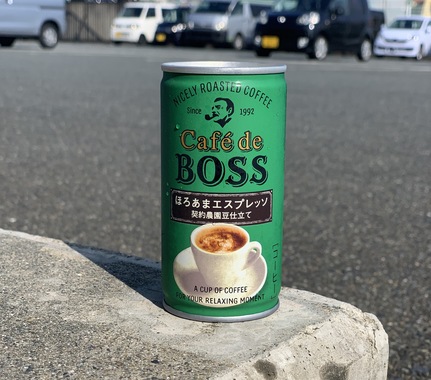 NICELY ROASTED COFFEE
Since 1992
Café de
BOSS
ほろあまエスプレッソ
契約農園豆仕立て
A CUP OF COFFEE
FOR YOUR RELAXING MOMENT